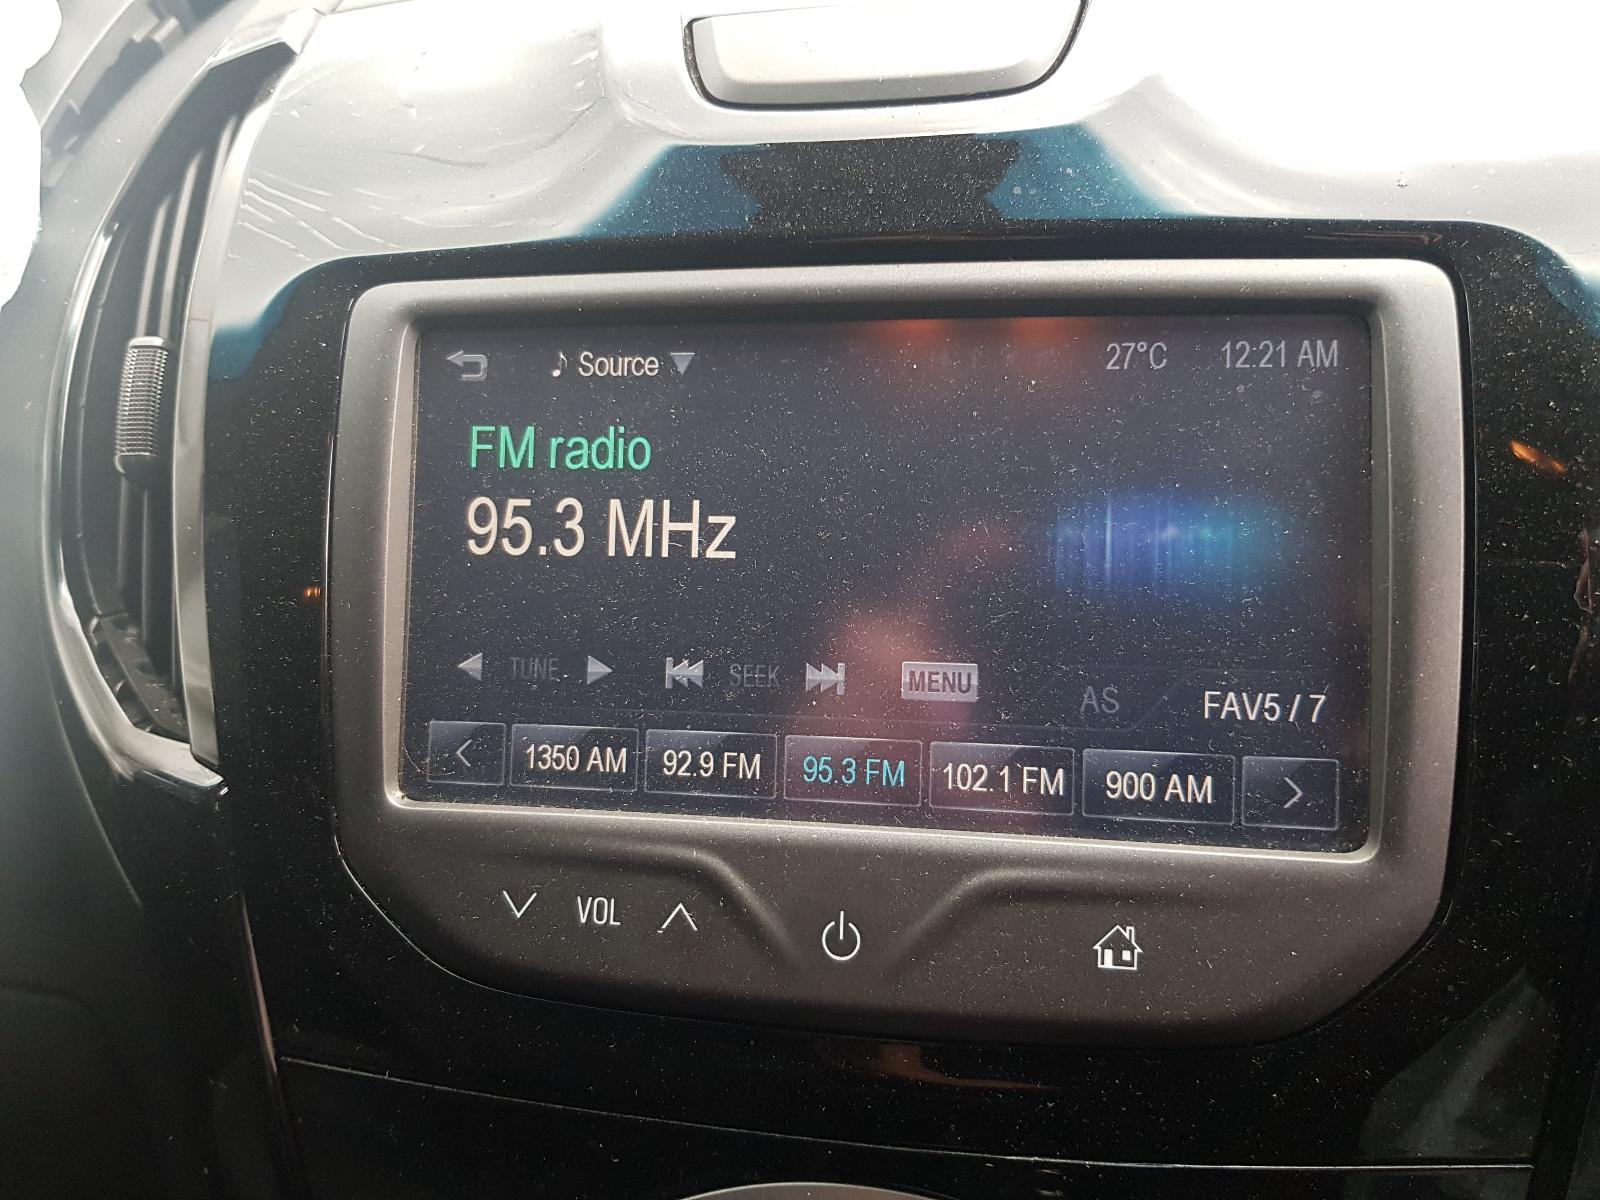 ♪ Source ▼ 27°C 12:21 AM
FM radio
95.3 MHz
TUNE SEEK MENU AS FAV5 / 7
1350 AM 92.9 FM 95.3 FM 102.1 FM 900 AM
VOL